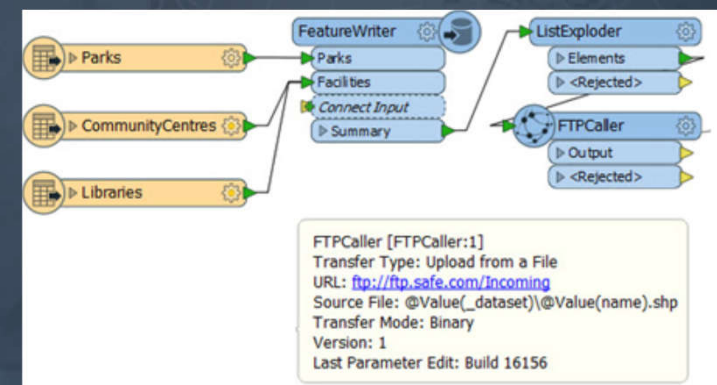 Parks
CommunityCentres
Libraries
FeatureWriter
Parks
Facilities
Connect Input
Summary
ListExploder
Elements
<Rejected>
FTPCaller
Output
<Rejected>
FTPCaller [FTPCaller:1]
Transfer Type: Upload from a File
URL: ftp://ftp.safe.com/Incoming
Source File: @Value(_dataset)\@Value(name).shp
Transfer Mode: Binary
Version: 1
Last Parameter Edit: Build 16156